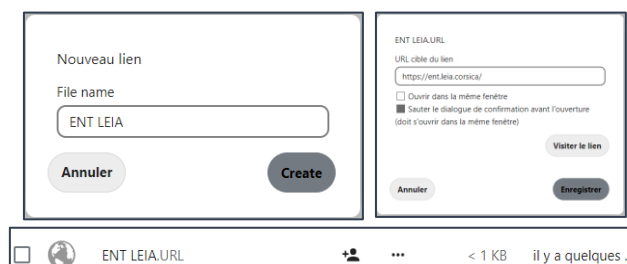 Nouveau lien
File name
ENT LEIA
Annuler
Create
ENT LEIA.URL
URL cible du lien
https://ent.leia.corsica/
Ouvrir dans la même fenêtre
Sauter le dialogue de confirmation avant l'ouverture
(doit s'ouvrir dans la même fenêtre)
Visiter le lien
Annuler
Enregistrer
ENT LEIA.URL ••• < 1 KB il y a quelques .